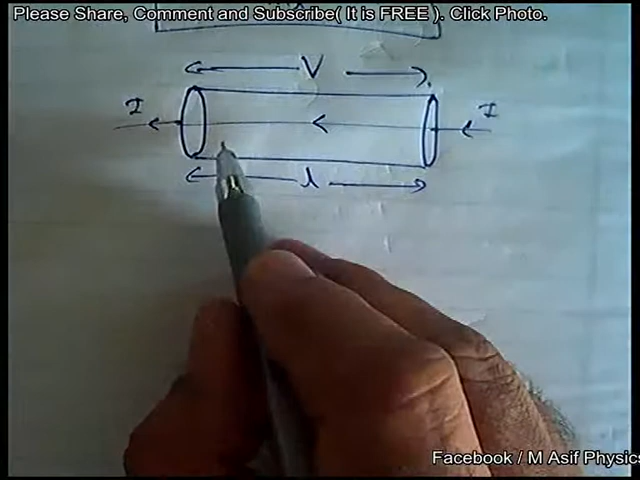 Please Share, Comment and Subscribe( It is FREE ). Click Photo.
V
I
I
l
Facebook / M Asif Physics